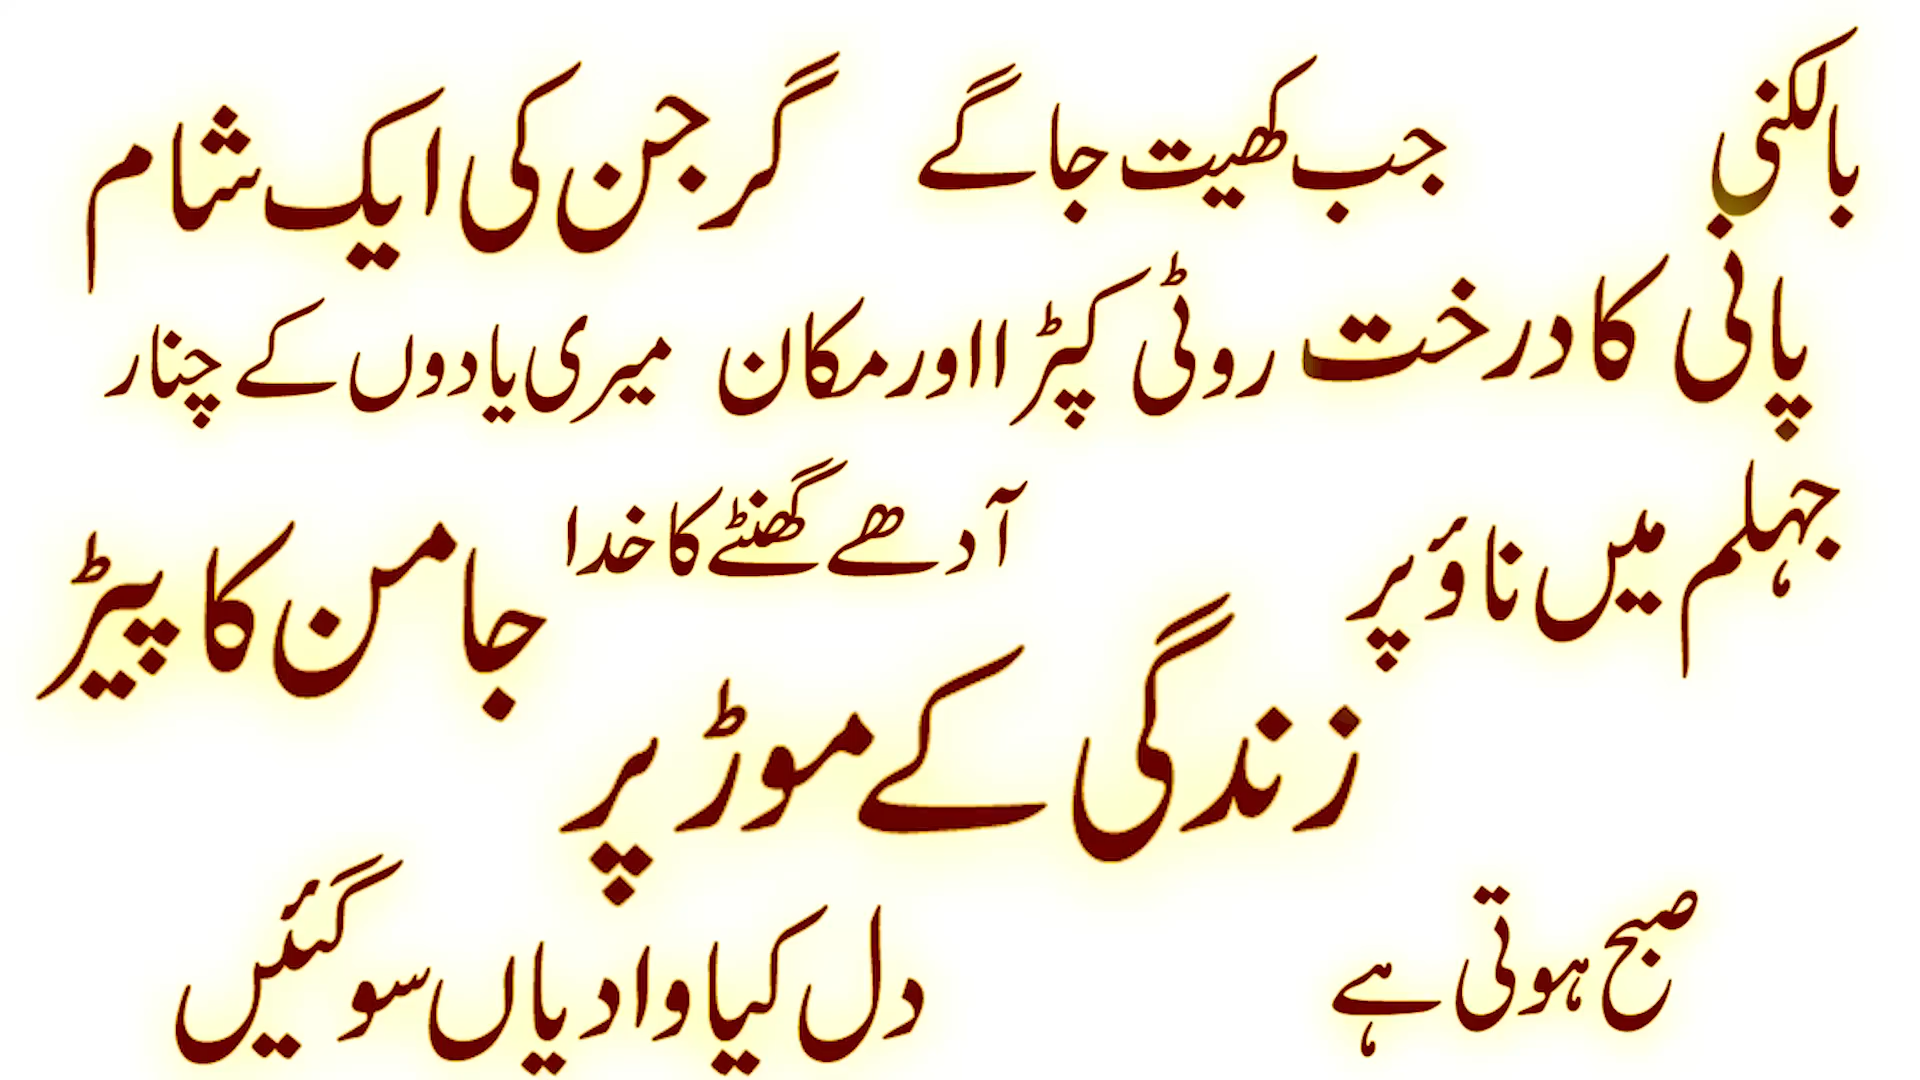 بالکنی جب کھیت جاگے گرجن کی ایک شام
پانی کا درخت روٹی کپڑا اور مکان میری یادوں کے چنار
جہلم میں ناؤ پر آدھے گھنٹے کا خدا جامن کا پیڑ
زندگی کے موڑ پر
صبح ہوتی ہے دل کیا وادیاں سو گئیں